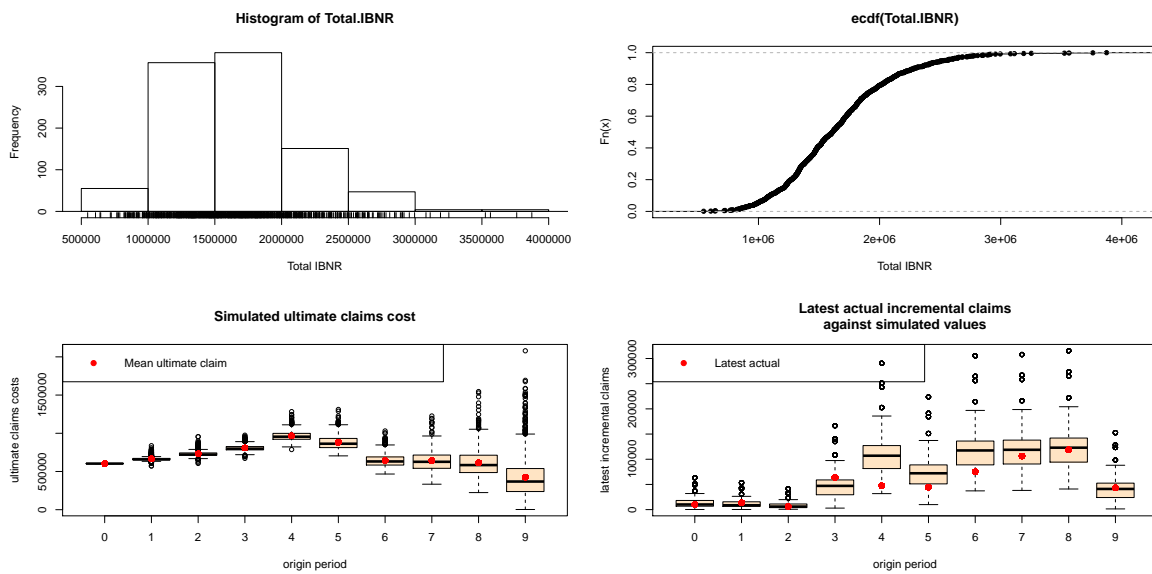 Histogram of Total.IBNR
Frequency
0 100 200 300
500000 1000000 1500000 2000000 2500000 3000000 3500000 4000000
Total IBNR
ecdf(Total.IBNR)
Fn(x)
0.0 0.2 0.4 0.6 0.8 1.0
1e+06 2e+06 3e+06 4e+06
Total IBNR
Simulated ultimate claims cost
Mean ultimate claim
ultimate claims costs
0 500000 1500000
0 1 2 3 4 5 6 7 8 9
origin period
Latest actual incremental claims
against simulated values
Latest actual
latest incremental claims
0 100000 200000 300000
0 1 2 3 4 5 6 7 8 9
origin period